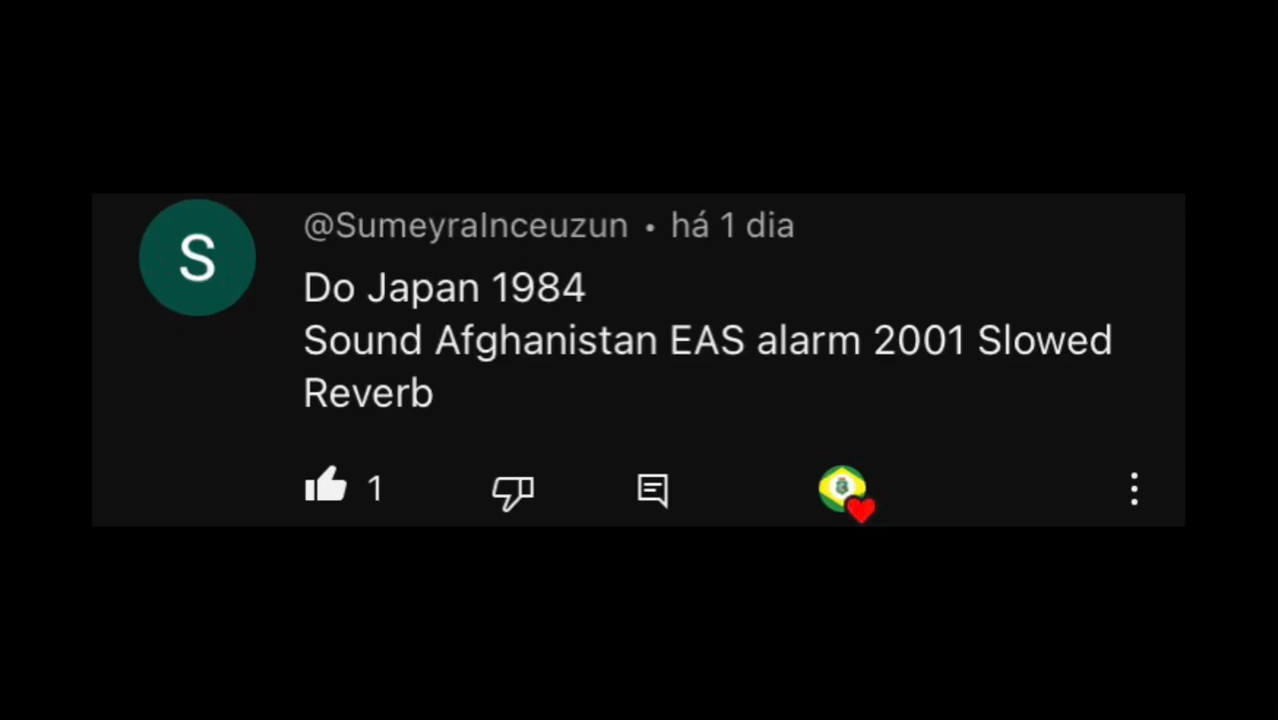 S
@SumeyraInceuzun • há 1 dia
Do Japan 1984
Sound Afghanistan EAS alarm 2001 Slowed
Reverb
1